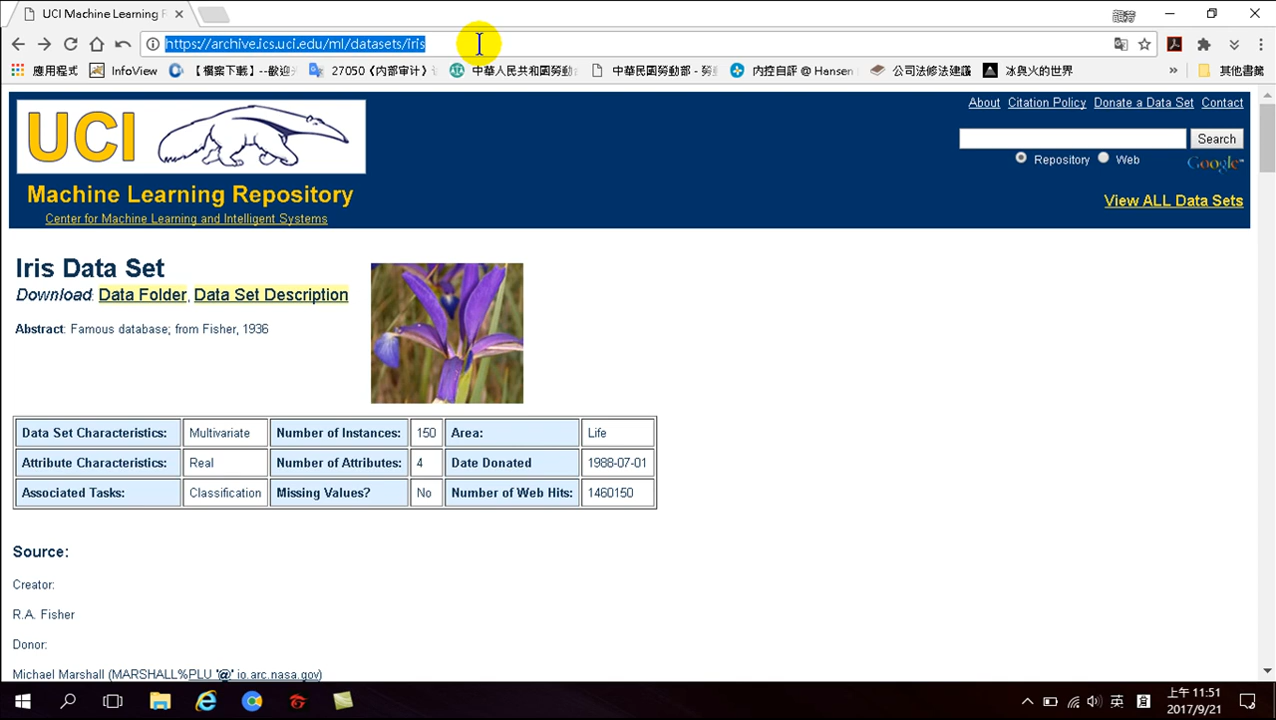 UCI Machine Learning R
https://archive.ics.uci.edu/ml/datasets/iris
應用程式
InfoView
【檔案下載】--歡迎
27050《内部审计》
中華人民共和國勞動
中華民國勞動部 - 勞
內控自評 @ Hansen
公司法修法建議
冰與火的世界
»
其他書籤
About Citation Policy Donate a Data Set Contact
UCI
Search
Repository Web
Google™
Machine Learning Repository
View ALL Data Sets
Center for Machine Learning and Intelligent Systems
Iris Data Set
Download: Data Folder, Data Set Description
Abstract: Famous database; from Fisher, 1936
Data Set Characteristics: Multivariate Number of Instances: 150 Area: Life
Attribute Characteristics: Real Number of Attributes: 4 Date Donated 1988-07-01
Associated Tasks: Classification Missing Values? No Number of Web Hits: 1460150
Source:
Creator:
R.A. Fisher
Donor:
Michael Marshall (MARSHALL%PLU '@' io.arc.nasa.gov)
英
上午 11:51
2017/9/21